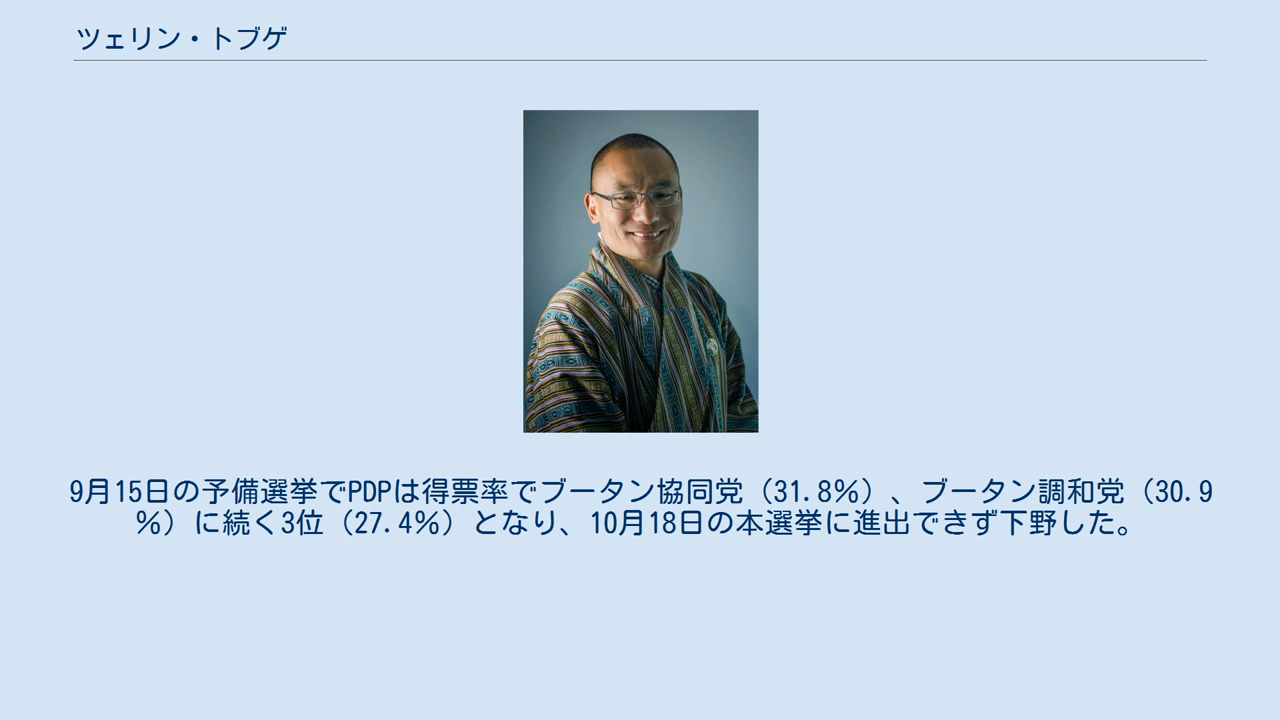 ツェリン・トブゲ
9月15日の予備選挙でPDPは得票率でブータン協同党（31.8％）、ブータン調和党（30.9
％）に続く3位（27.4％）となり、10月18日の本選挙に進出できず下野した。